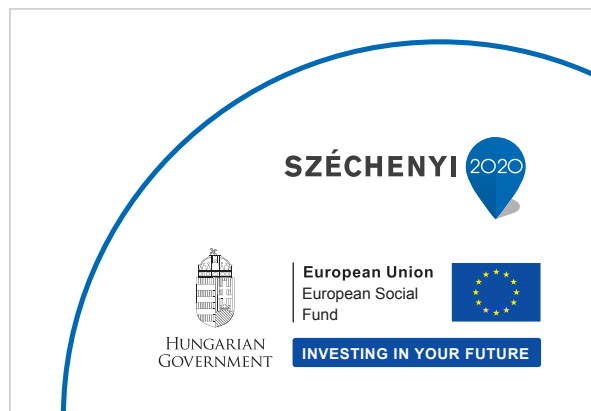 SZÉCHENYI 2020
HUNGARIAN
GOVERNMENT
European Union
European Social
Fund
INVESTING IN YOUR FUTURE